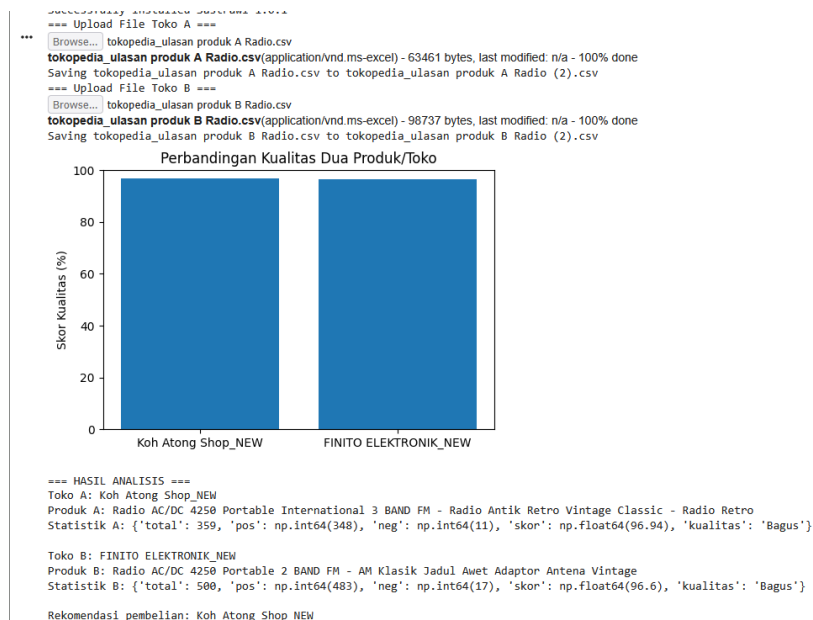 Successfully installed Sastrawi-1.0.1
=== Upload File Toko A ===
Browse... tokopedia_ulasan produk A Radio.csv
tokopedia_ulasan produk A Radio.csv(application/vnd.ms-excel) - 63461 bytes, last modified: n/a - 100% done
Saving tokopedia_ulasan produk A Radio.csv to tokopedia_ulasan produk A Radio (2).csv
=== Upload File Toko B ===
Browse... tokopedia_ulasan produk B Radio.csv
tokopedia_ulasan produk B Radio.csv(application/vnd.ms-excel) - 98737 bytes, last modified: n/a - 100% done
Saving tokopedia_ulasan produk B Radio.csv to tokopedia_ulasan produk B Radio (2).csv
Perbandingan Kualitas Dua Produk/Toko
100
80
60
40
20
0
Skor Kualitas (%)
Koh Atong Shop_NEW
FINITO ELEKTRONIK_NEW
=== HASIL ANALISIS ===
Toko A: Koh Atong Shop_NEW
Produk A: Radio AC/DC 4250 Portable International 3 BAND FM - Radio Antik Retro Vintage Classic - Radio Retro
Statistik A: {'total': 359, 'pos': np.int64(348), 'neg': np.int64(11), 'skor': np.float64(96.94), 'kualitas': 'Bagus'}
Toko B: FINITO ELEKTRONIK_NEW
Produk B: Radio AC/DC 4250 Portable 2 BAND FM - AM Klasik Jadul Awet Adaptor Antena Vintage
Statistik B: {'total': 500, 'pos': np.int64(483), 'neg': np.int64(17), 'skor': np.float64(96.6), 'kualitas': 'Bagus'}
Rekomendasi pembelian: Koh Atong Shop NEW